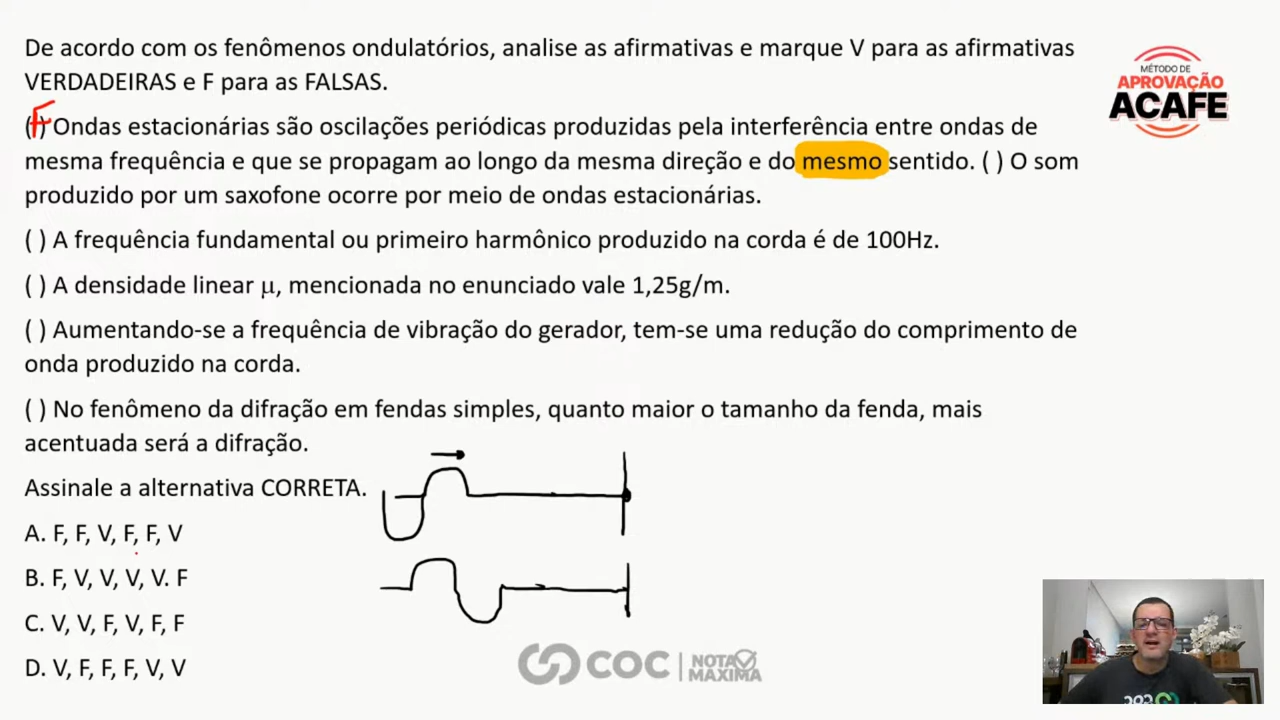 De acordo com os fenômenos ondulatórios, analise as afirmativas e marque V para as afirmativas
VERDADEIRAS e F para as FALSAS.
(F) Ondas estacionárias são oscilações periódicas produzidas pela interferência entre ondas de
mesma frequência e que se propagam ao longo da mesma direção e do mesmo sentido. ( ) O som
produzido por um saxofone ocorre por meio de ondas estacionárias.
( ) A frequência fundamental ou primeiro harmônico produzido na corda é de 100Hz.
( ) A densidade linear μ, mencionada no enunciado vale 1,25g/m.
( ) Aumentando-se a frequência de vibração do gerador, tem-se uma redução do comprimento de
onda produzido na corda.
( ) No fenômeno da difração em fendas simples, quanto maior o tamanho da fenda, mais
acentuada será a difração.
Assinale a alternativa CORRETA.
A. F, F, V, F, F, V
B. F, V, V, V, V. F
C. V, V, F, V, F, F
D. V, F, F, F, V, V
MÉTODO DE
APROVAÇÃO
ACAFE
COC
NOTA
MÁXIMA